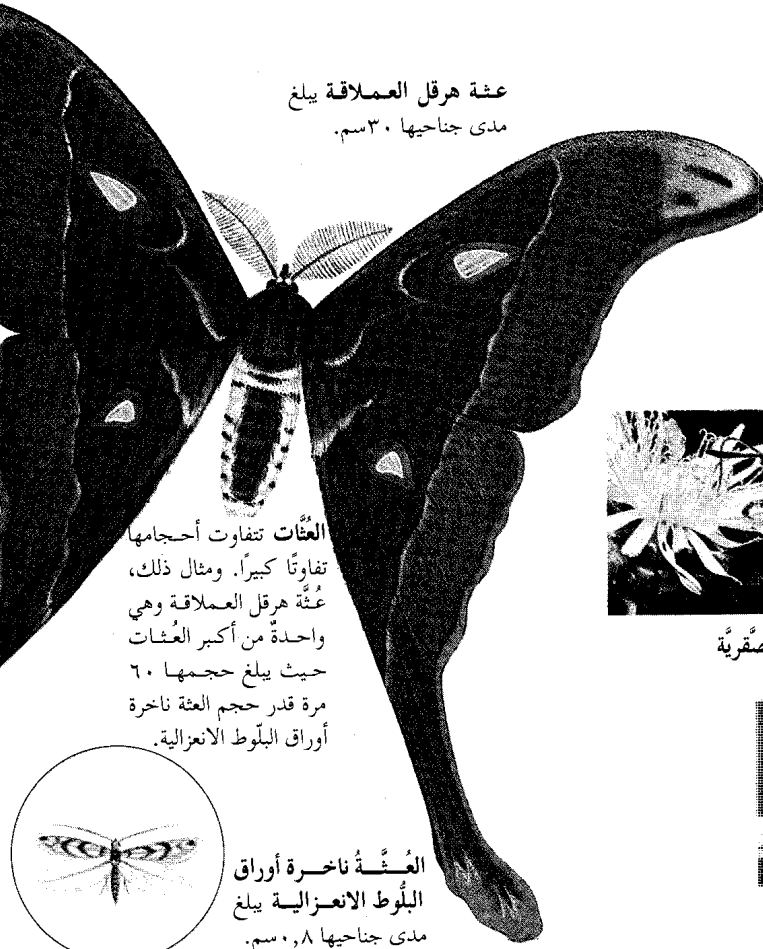 عثة هرقل العملاقة يبلغ
مدى جناحيها ٣٠سم.
العُثَّات تتفاوت أحجامها
تفاوتًا كبيرًا. ومثال ذلك،
عُثَّة هرقل العملاقة وهي
واحدةٌ من أكبر العُثات
حيث يبلغ حجمها ٦٠
مرة قدر حجم العثة ناخرة
أوراق البلّوط الانعزالية.
صَّقريَّة
العُثَّةُ ناخرة أوراق
البلُّوط الانعزالية يبلغ
مدى جناحيها ٠,٨سم.